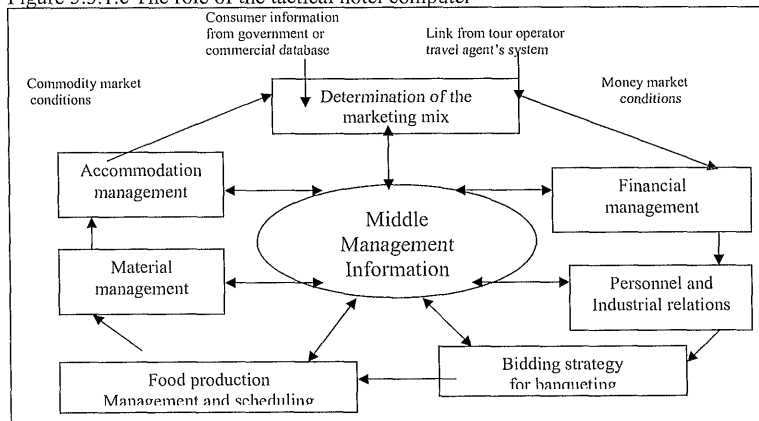 Figure 3.3.1.c The role of the tactical hotel computer
Consumer information
from government or
commercial database
Link from tour operator
travel agent's system
Commodity market
conditions
Money market
conditions
Determination of the
marketing mix
Accommodation
management
Financial
management
Middle
Management
Information
Material
management
Personnel and
Industrial relations
Food production
Management and scheduling
Bidding strategy
for banqueting